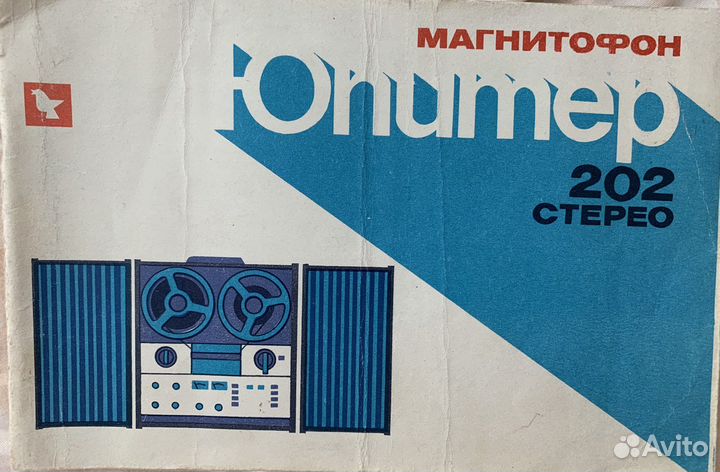 МАГНИТОФОН
Юпитер
202
СТЕРЕО
Avito